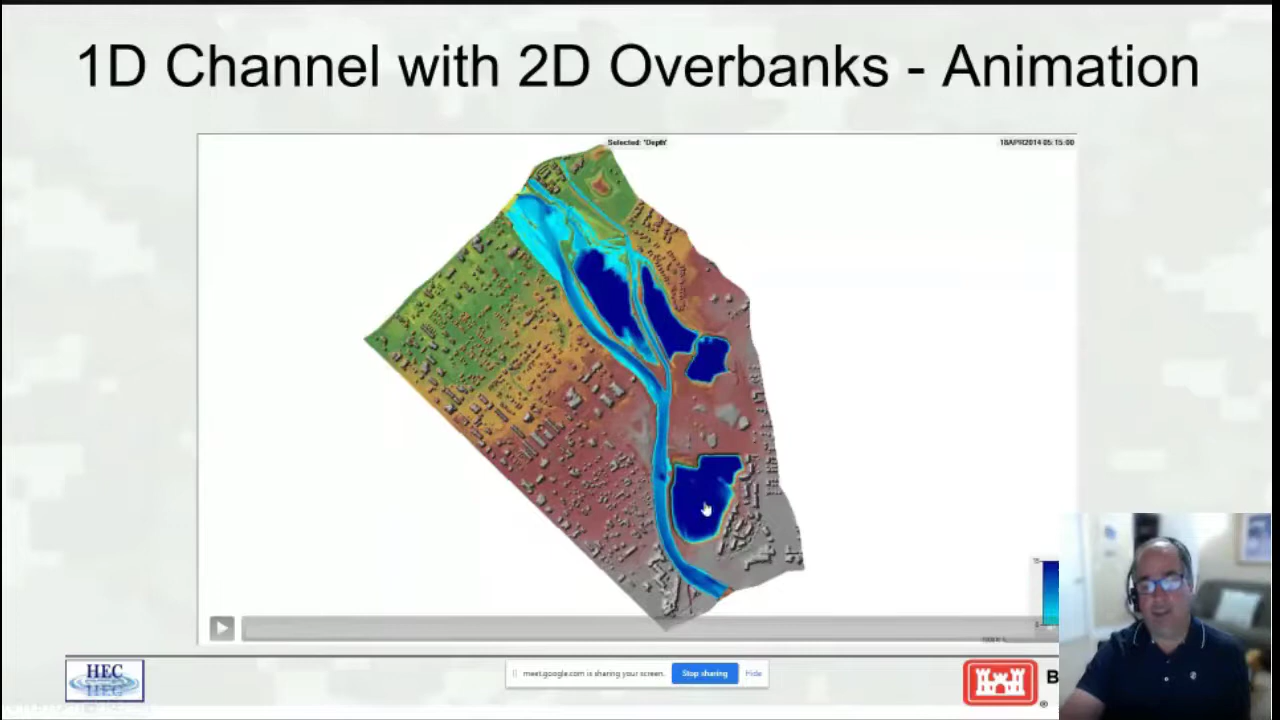 1D Channel with 2D Overbanks - Animation
Selected: 'Depth'
18APR2014 05:15:00
HEC
meet.google.com is sharing your screen.
Stop sharing
Hide
B
®